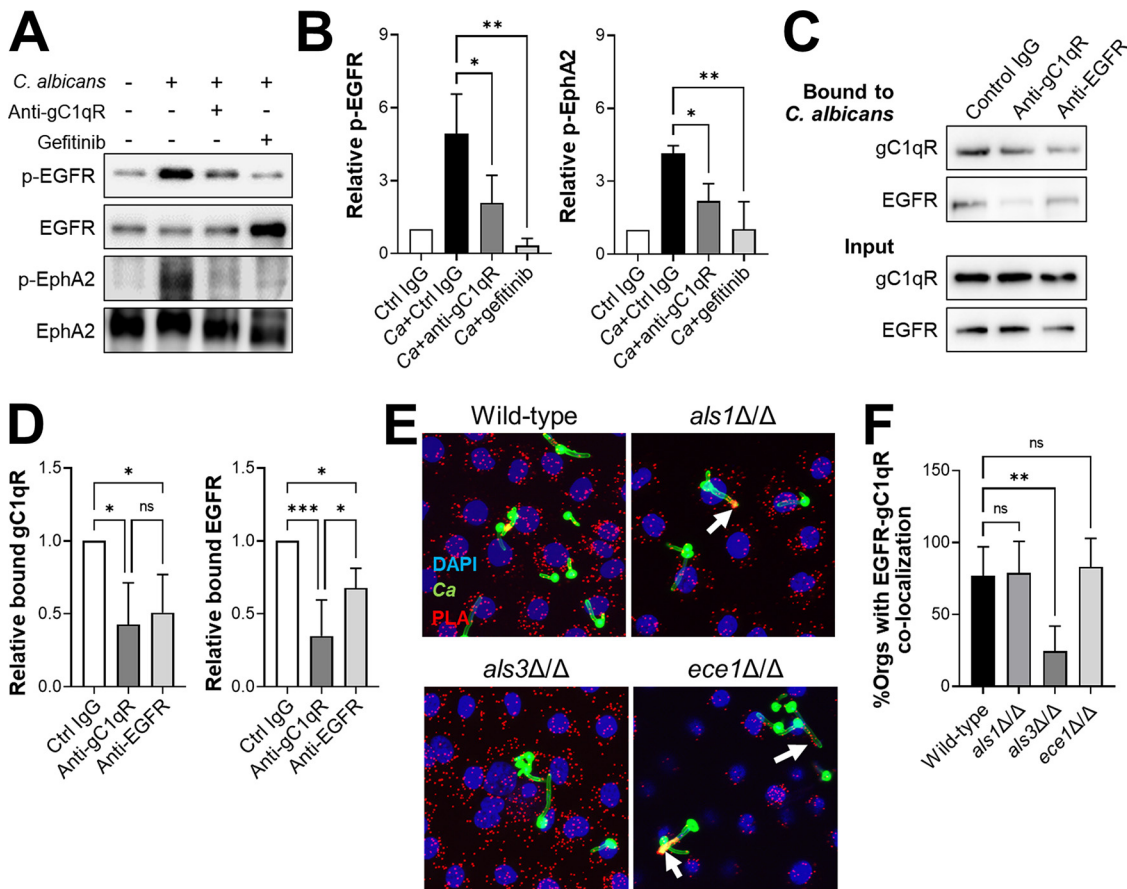 A
C. albicans - + + +
Anti-gC1qR - - + -
Gefitinib - - - +
p-EGFR
EGFR
p-EphA2
EphA2
B
Relative p-EGFR
9
6
3
0
**
*
Ctrl IgG
Ca+Ctrl IgG
Ca+anti-gC1qR
Ca+gefitinib
Relative p-EphA2
9
6
3
0
**
*
Ctrl IgG
Ca+Ctrl IgG
Ca+anti-gC1qR
Ca+gefitinib
C
Control IgG
Anti-gC1qR
Anti-EGFR
Bound to
C. albicans
gC1qR
EGFR
Input
gC1qR
EGFR
D
Relative bound gC1qR
1.5
1.0
0.5
0.0
*
* ns
Ctrl IgG
Anti-gC1qR
Anti-EGFR
Relative bound EGFR
1.5
1.0
0.5
0.0
*
*** *
Ctrl IgG
Anti-gC1qR
Anti-EGFR
E
Wild-type
als1Δ/Δ
DAPI
Ca
PLA
als3Δ/Δ
ece1Δ/Δ
F
%Orgs with EGFR-gC1qR
co-localization
150
100
50
0
ns
**
ns
Wild-type
als1Δ/Δ
als3Δ/Δ
ece1Δ/Δ